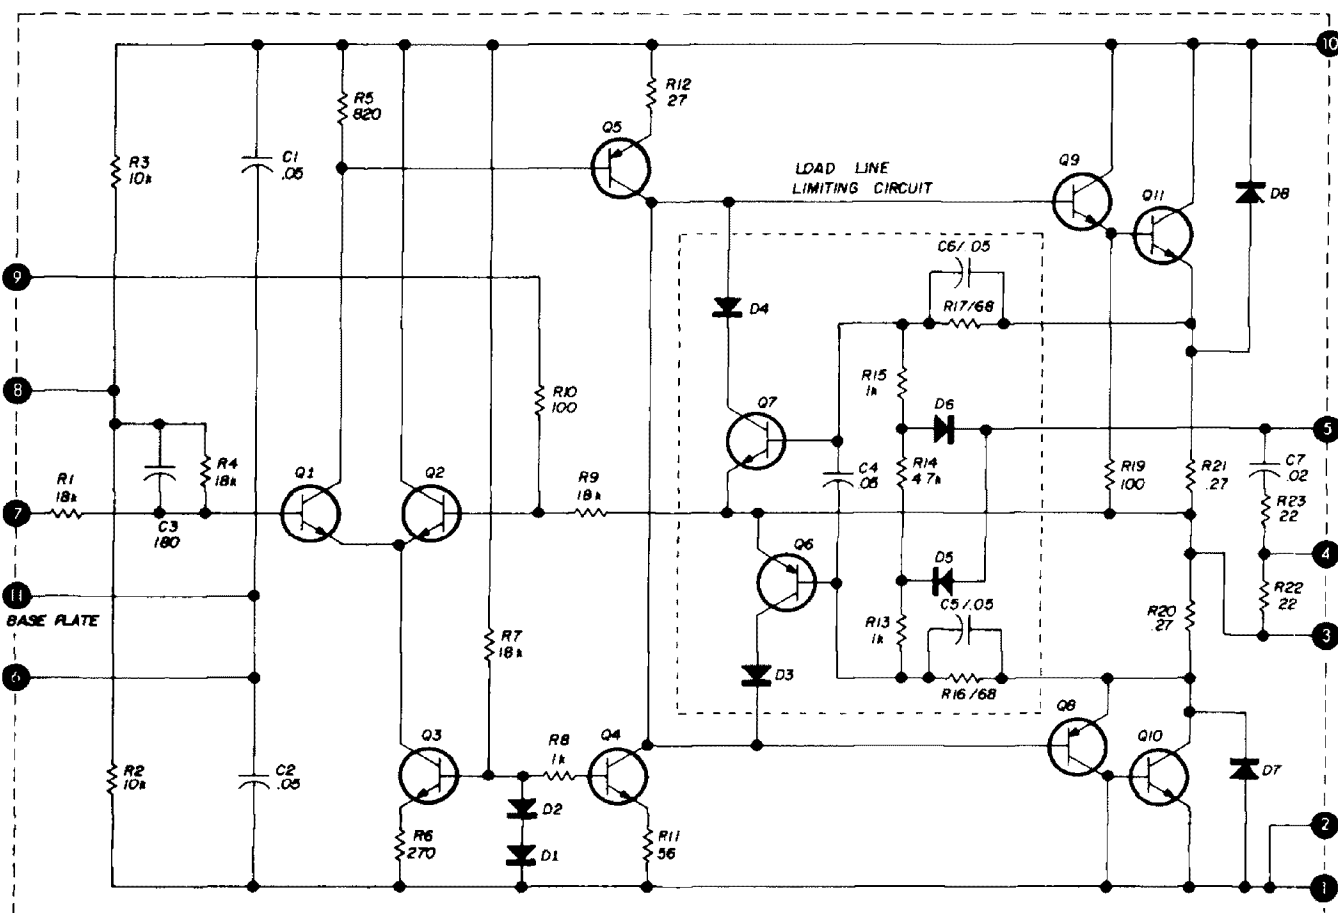 10
R12
27
R5
820
Q5
C1
.05
R3
10k
LOAD LINE
LIMITING CIRCUIT
Q9
Q11
D8
C6/.05
9
D4
R17/68
8
R10
100
R15
1k
Q7
D6
5
R4
18k
Q1
Q2
R9
18k
C4
.05
R14
4.7k
R19
100
R21
.27
C7
.02
R1
18k
7
C3
180
R23
22
Q6
D5
4
11
BASE PLATE
C5/.05
R20
.27
R22
22
R13
1k
3
R7
18k
6
D3
R16/68
Q8
Q3
R8
1k
Q4
Q10
R2
10k
C2
.05
D7
D2
2
R6
270
D1
R11
56
1